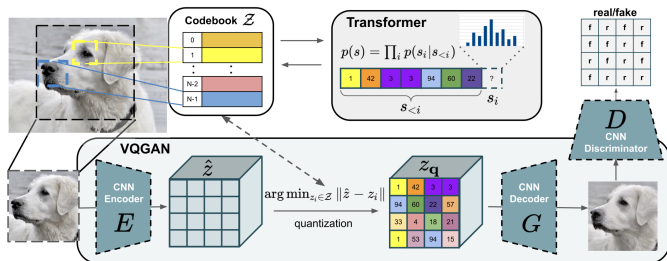 Codebook 𝒵
0
1
⋮ ⋮
N-2
N-1
Transformer
p(s) = ∏ᵢ p(sᵢ|s<ᵢ)
1 42 3 3 94 60 22 ?
s<ᵢ
sᵢ
real/fake
f r f r
f r r f
f f r r
f r f r
D
CNN
Discriminator
VQGAN
CNN
Encoder
E
ẑ
arg min_{zᵢ∈𝒵} ‖ẑ − zᵢ‖
quantization
z_q
1 42 3 3
94 60 22 57
33 4 18 21
1 53 94 15
CNN
Decoder
G